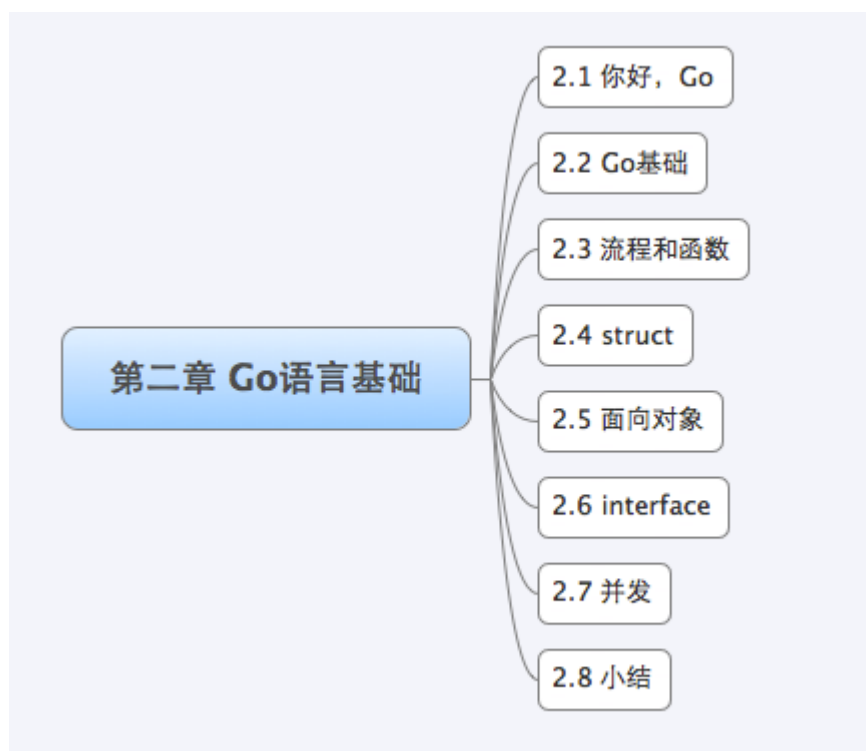 第二章 Go语言基础
2.1 你好，Go
2.2 Go基础
2.3 流程和函数
2.4 struct
2.5 面向对象
2.6 interface
2.7 并发
2.8 小结